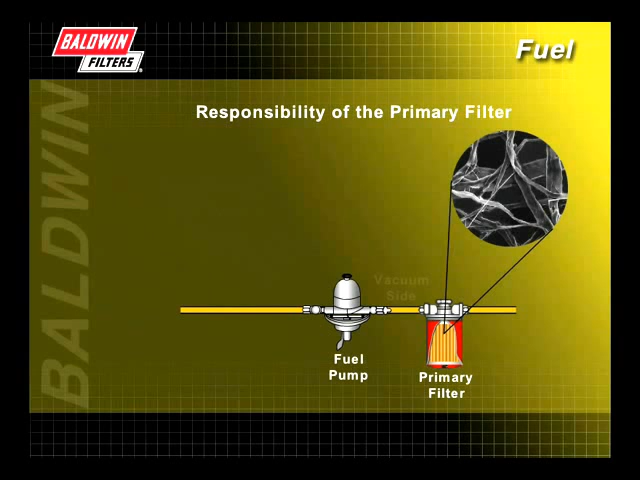 BALDWIN
FILTERS
Fuel
Responsibility of the Primary Filter
BALDWIN
Vacuum
Side
Fuel
Pump
Primary
Filter